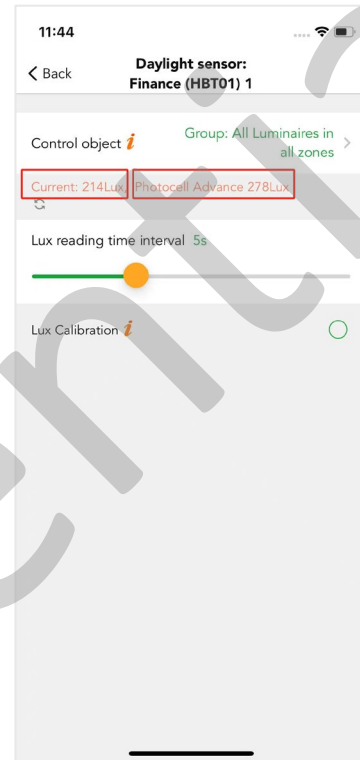 11:44
Back
Daylight sensor:
Finance (HBT01) 1
Control object i
Group: All Luminaires in
all zones
Current: 214Lux Photocell Advance 278Lux
Lux reading time interval 5s
Lux Calibration i